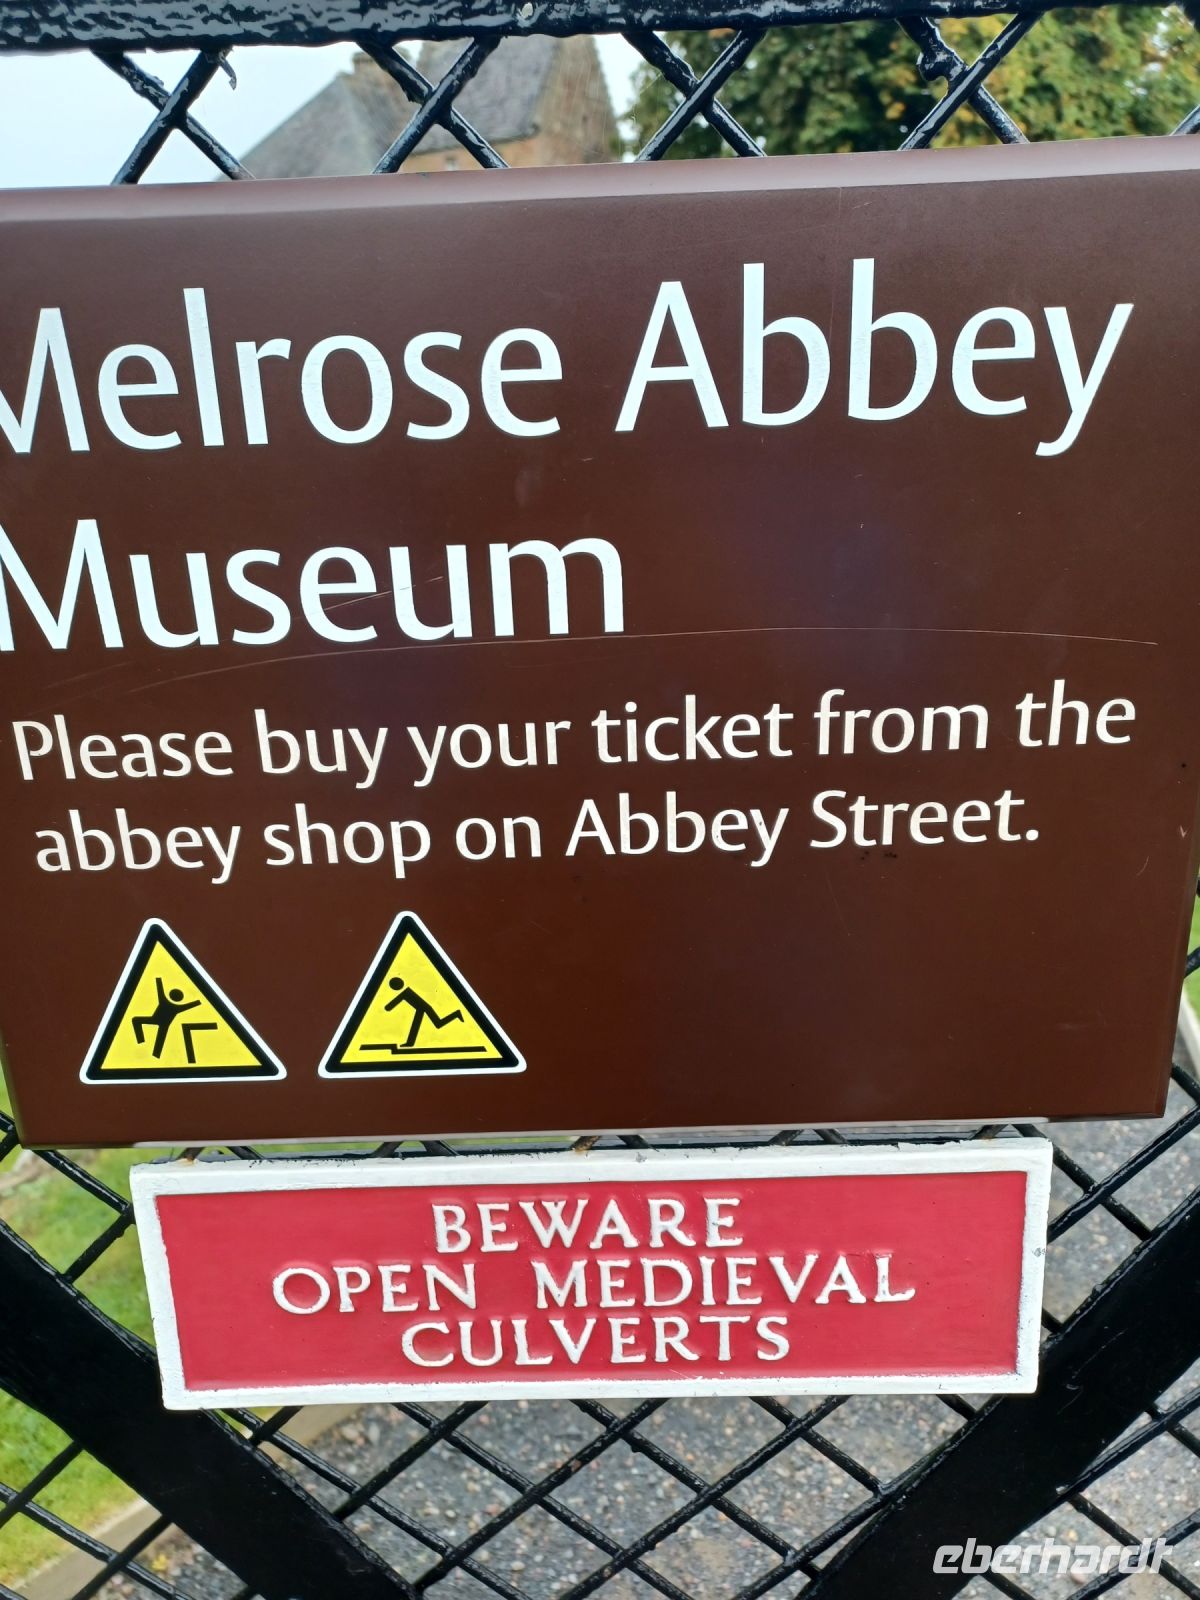 Melrose Abbey
Museum
Please buy your ticket from the
abbey shop on Abbey Street.
BEWARE
OPEN MEDIEVAL
CULVERTS
eberhardt